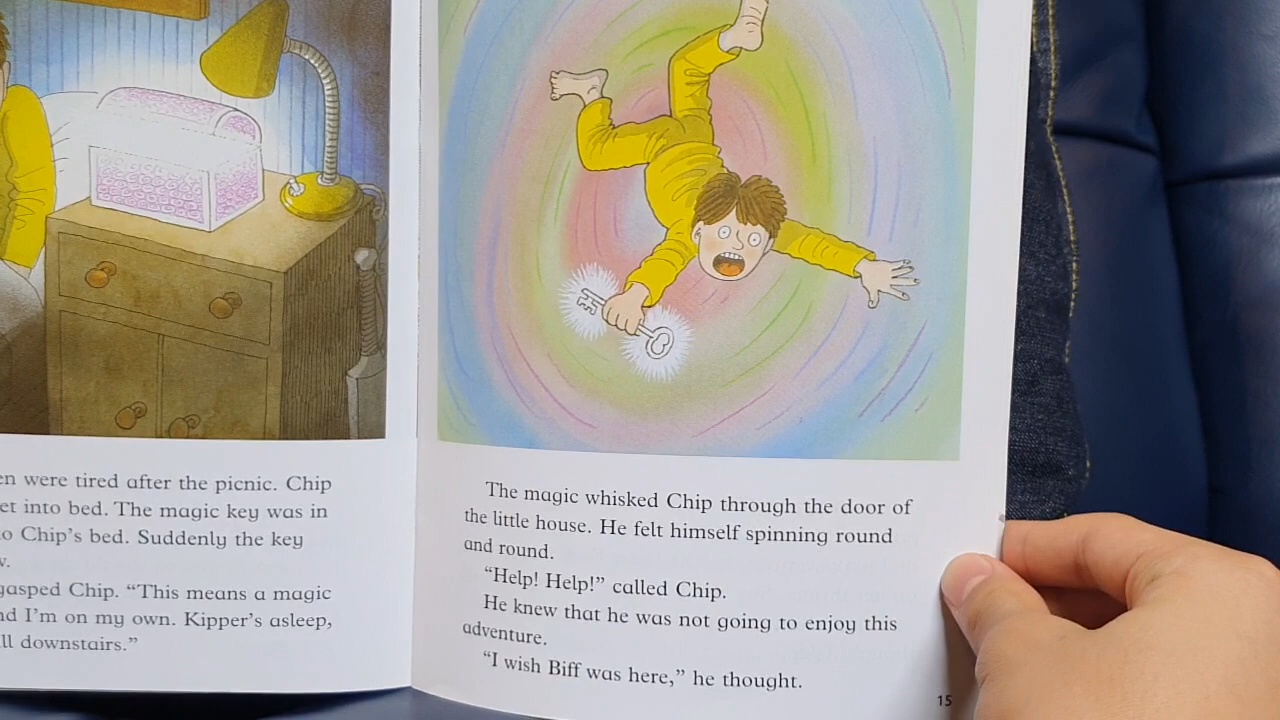 en were tired after the picnic. Chip
et into bed. The magic key was in
o Chip's bed. Suddenly the key
w.
gasped Chip. “This means a magic
nd I'm on my own. Kipper's asleep,
ll downstairs.”
The magic whisked Chip through the door of
the little house. He felt himself spinning round
and round.
“Help! Help!” called Chip.
He knew that he was not going to enjoy this
adventure.
“I wish Biff was here,” he thought.
15